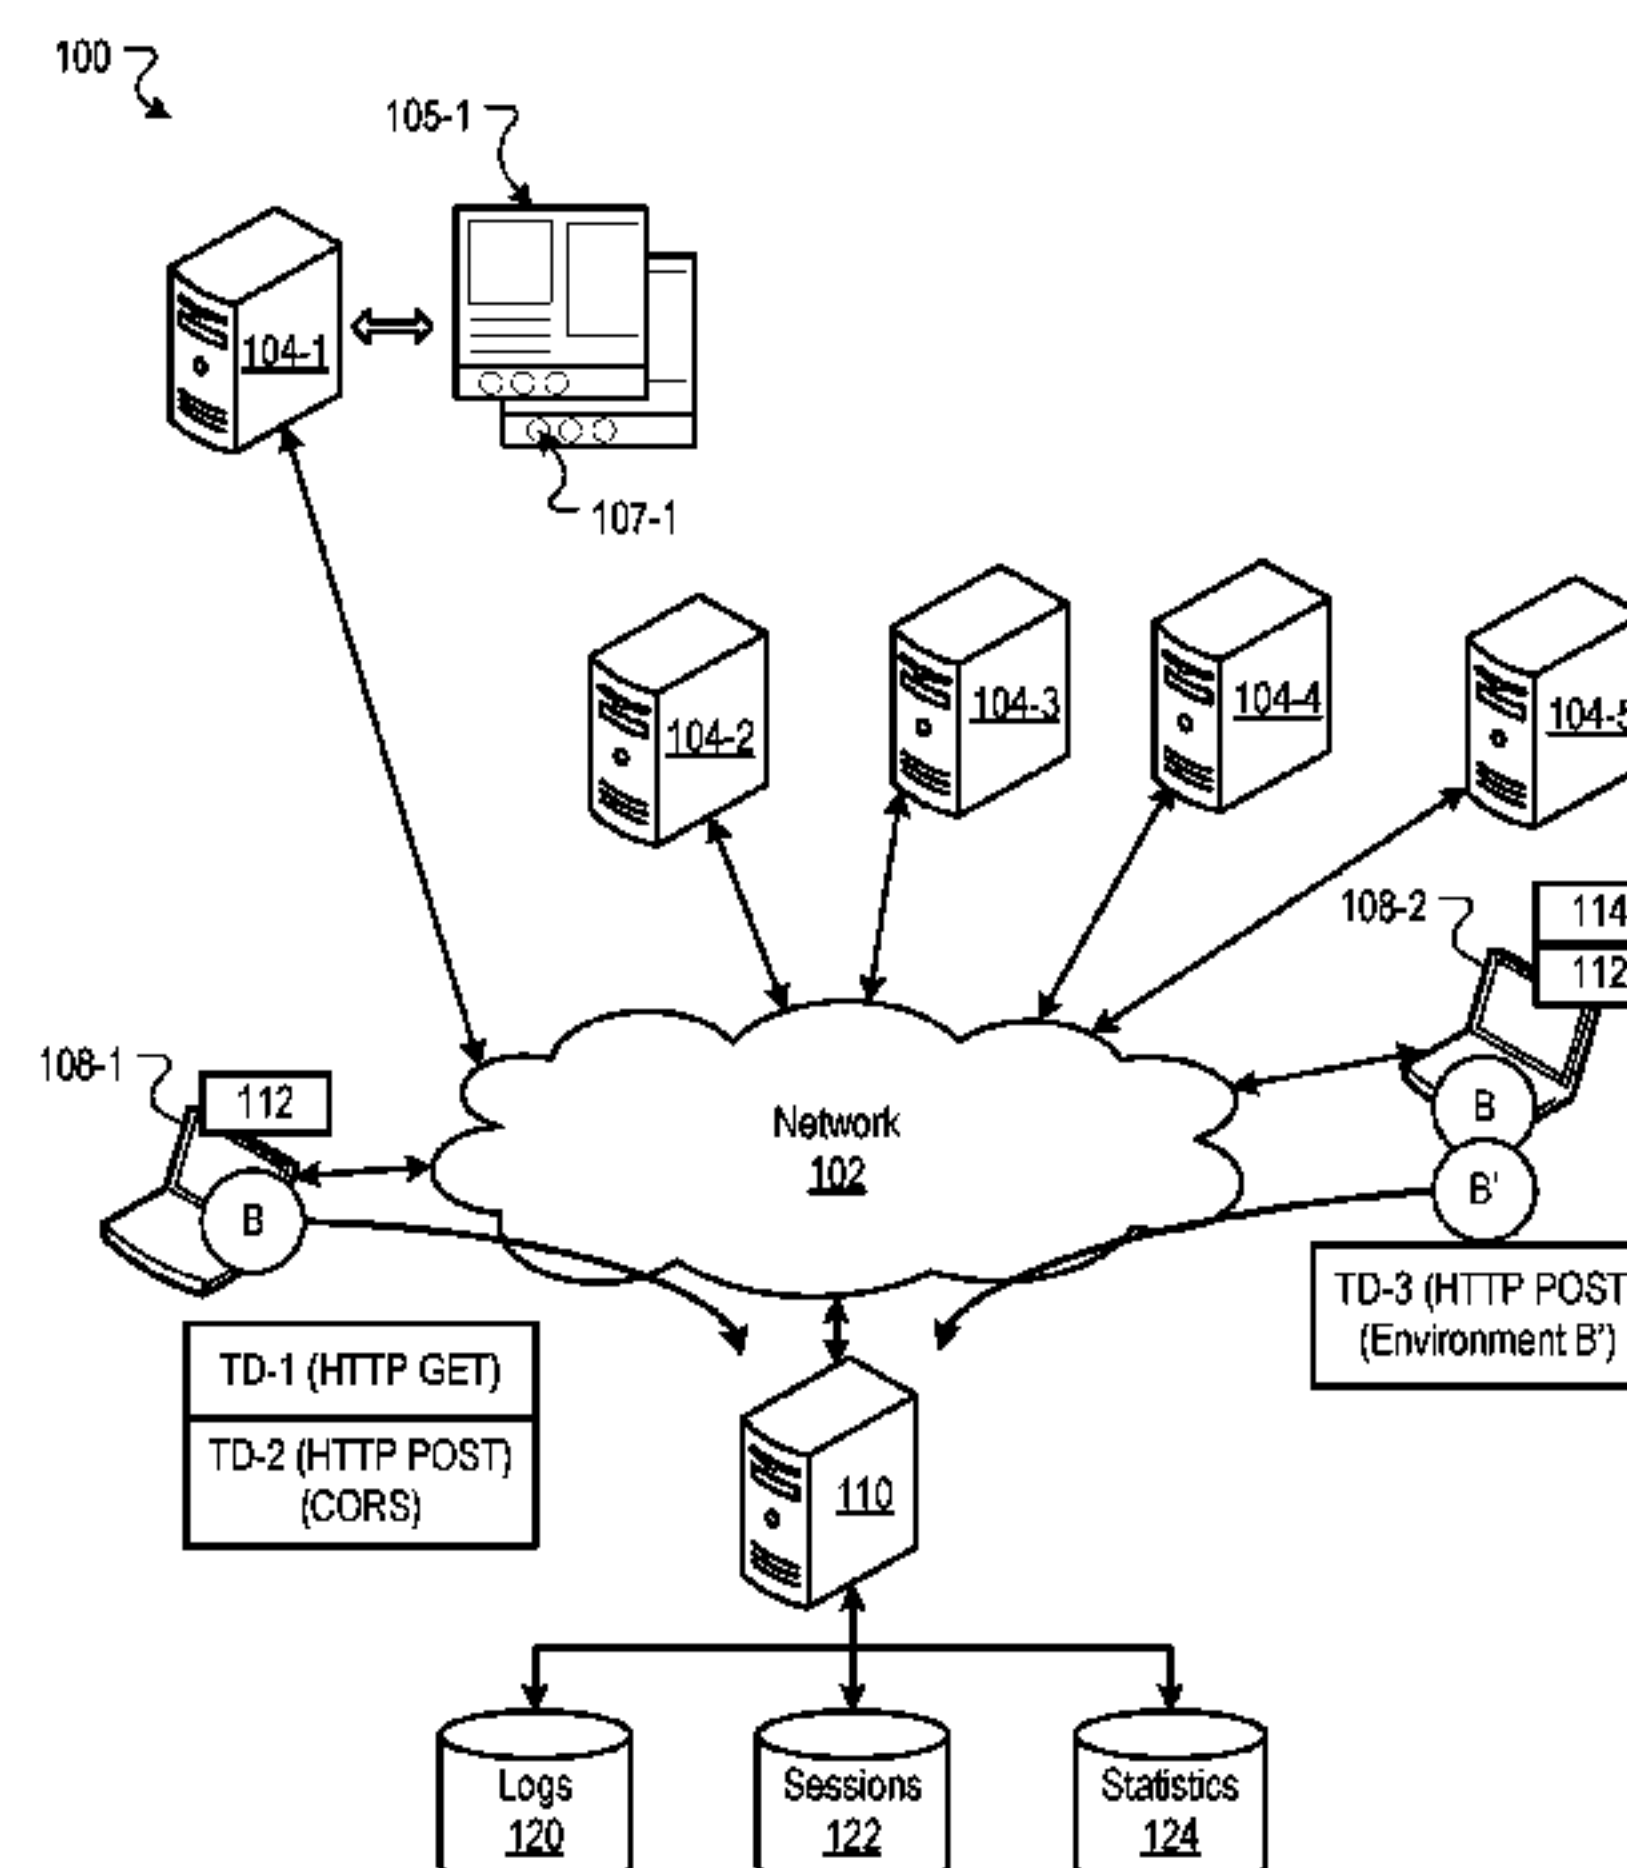 100
105-1
104-1
107-1
104-2
104-3
104-4
104-5
108-2
114
112
108-1
112
Network
102
B
B
B'
TD-3 (HTTP POST
(Environment B')
TD-1 (HTTP GET)
TD-2 (HTTP POST)
(CORS)
110
Logs
120
Sessions
122
Statistics
124